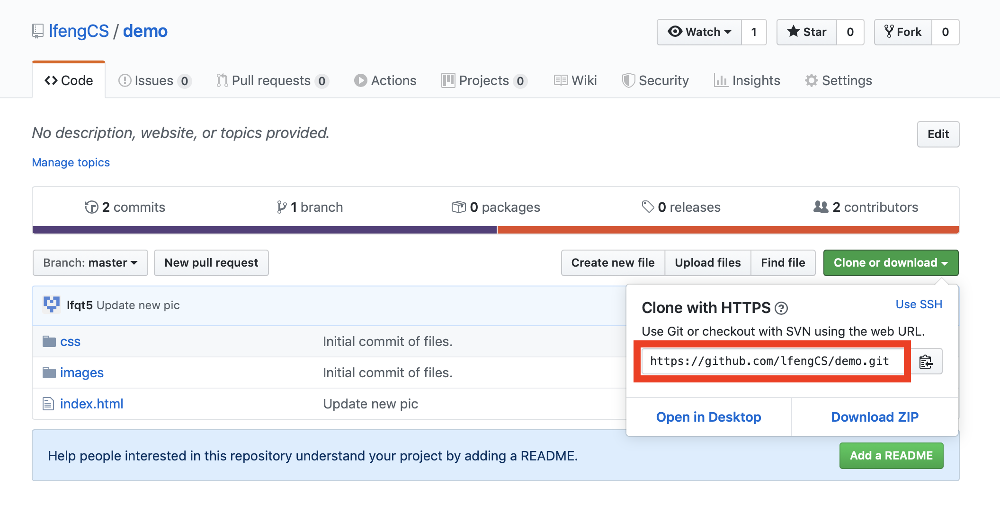 lfengCS / demo
Watch 1 Star 0 Fork 0
Code Issues 0 Pull requests 0 Actions Projects 0 Wiki Security Insights Settings
No description, website, or topics provided.
Edit
Manage topics
2 commits 1 branch 0 packages 0 releases 2 contributors
Branch: master New pull request Create new file Upload files Find file Clone or download
lfqt5 Update new pic
css Initial commit of files.
images Initial commit of files.
index.html Update new pic
Clone with HTTPS ? Use SSH
Use Git or checkout with SVN using the web URL.
https://github.com/lfengCS/demo.git
Open in Desktop Download ZIP
Help people interested in this repository understand your project by adding a README.
Add a README